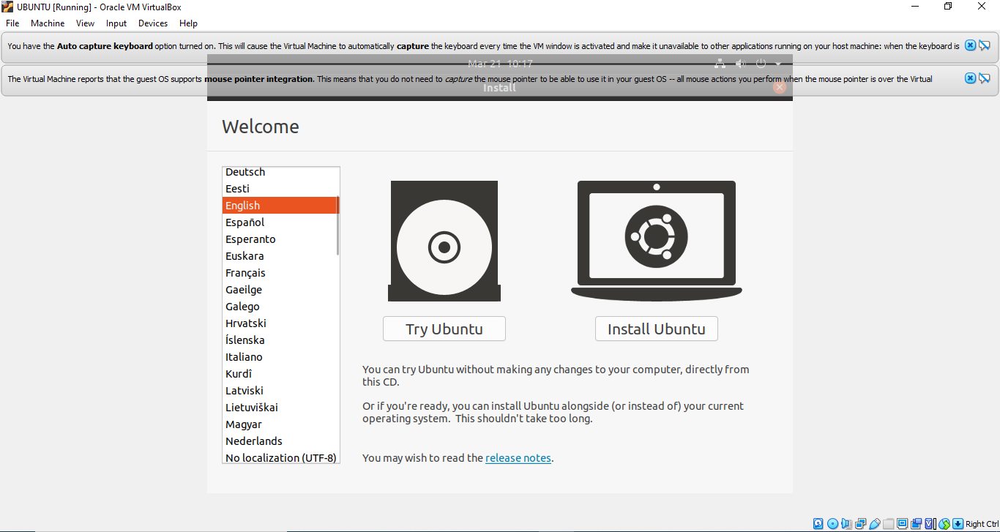 UBUNTU [Running] - Oracle VM VirtualBox
File Machine View Input Devices Help
You have the Auto capture keyboard option turned on. This will cause the Virtual Machine to automatically capture the keyboard every time the VM window is activated and make it unavailable to other applications running on your host machine: when the keyboard is
Mar 21 10:17
The Virtual Machine reports that the guest OS supports mouse pointer integration. This means that you do not need to capture the mouse pointer to be able to use it in your guest OS -- all mouse actions you perform when the mouse pointer is over the Virtual
Install
Welcome
Deutsch
Eesti
English
Español
Esperanto
Euskara
Français
Gaeilge
Galego
Hrvatski
Íslenska
Italiano
Kurdî
Latviski
Lietuviškai
Magyar
Nederlands
No localization (UTF-8)
Try Ubuntu
Install Ubuntu
You can try Ubuntu without making any changes to your computer, directly from
this CD.
Or if you're ready, you can install Ubuntu alongside (or instead of) your current
operating system. This shouldn't take too long.
You may wish to read the release notes.
Right Ctrl